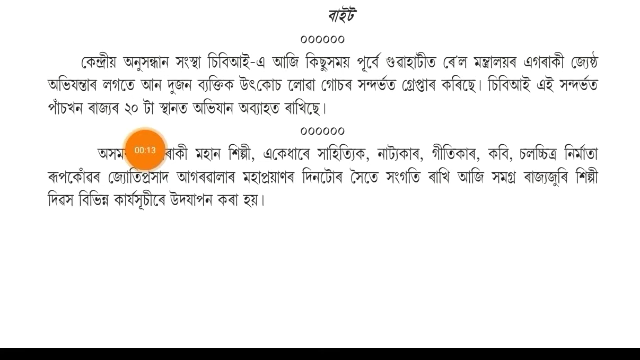 বাইট
০০০০০০
কেন্দ্ৰীয় অনুসন্ধান সংস্থা চিবিআই-এ আজি কিছুসময় পূৰ্বে গুৱাহাটীত ৰে'ল মন্ত্ৰালয়ৰ এগৰাকী জ্যেষ্ঠ
অভিযন্তাৰ লগতে আন দুজন ব্যক্তিক উৎকোচ লোৱা গোচৰ সন্দৰ্ভত গ্ৰেপ্তাৰ কৰিছে। চিবিআই এই সন্দৰ্ভত
পাঁচখন ৰাজ্যৰ ২০ টা স্থানত অভিযান অব্যাহত ৰাখিছে।
০০০০০০
00:13
মহান শিল্পী, একেধাৰে সাহিত্যিক, নাট্যকাৰ, গীতিকাৰ, কবি, চলচ্চিত্ৰ নিৰ্মাতা
ৰূপকোঁৱৰ জ্যোতিপ্ৰসাদ আগৰৱালাৰ মহাপ্ৰয়াণৰ দিনটোৰ সৈতে সংগতি ৰাখি আজি সমগ্ৰ ৰাজ্যজুৰি শিল্পী
দিৱস বিভিন্ন কাৰ্যসূচীৰে উদযাপন কৰা হয়।